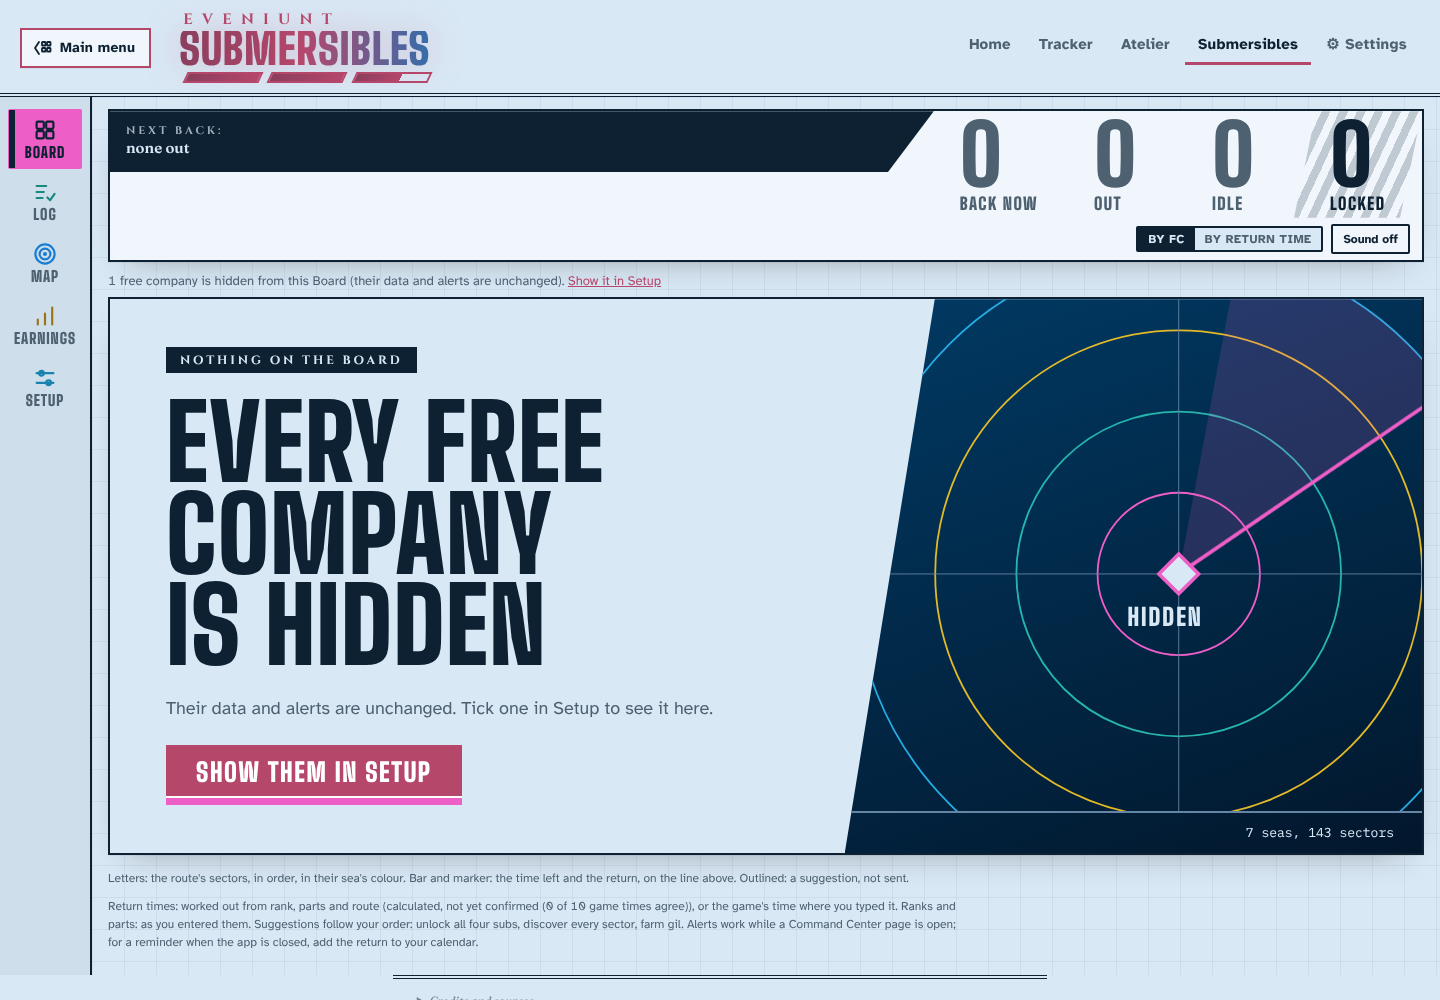 Main menu
EVENIUNT
SUBMERSIBLES
Home
Tracker
Atelier
Submersibles
⚙ Settings
BOARD
LOG
MAP
EARNINGS
SETUP
NEXT BACK:
none out
0 BACK NOW
0 OUT
0 IDLE
0 LOCKED
BY FC
BY RETURN TIME
Sound off
1 free company is hidden from this Board (their data and alerts are unchanged). Show it in Setup
NOTHING ON THE BOARD
EVERY FREE
COMPANY
IS HIDDEN
Their data and alerts are unchanged. Tick one in Setup to see it here.
SHOW THEM IN SETUP
HIDDEN
7 seas, 143 sectors
Letters: the route's sectors, in order, in their sea's colour. Bar and marker: the time left and the return, on the line above. Outlined: a suggestion, not sent.
Return times: worked out from rank, parts and route (calculated, not yet confirmed (0 of 10 game times agree)), or the game's time where you typed it. Ranks and
parts: as you entered them. Suggestions follow your order: unlock all four subs, discover every sector, farm gil. Alerts work while a Command Center page is open;
for a reminder when the app is closed, add the return to your calendar.